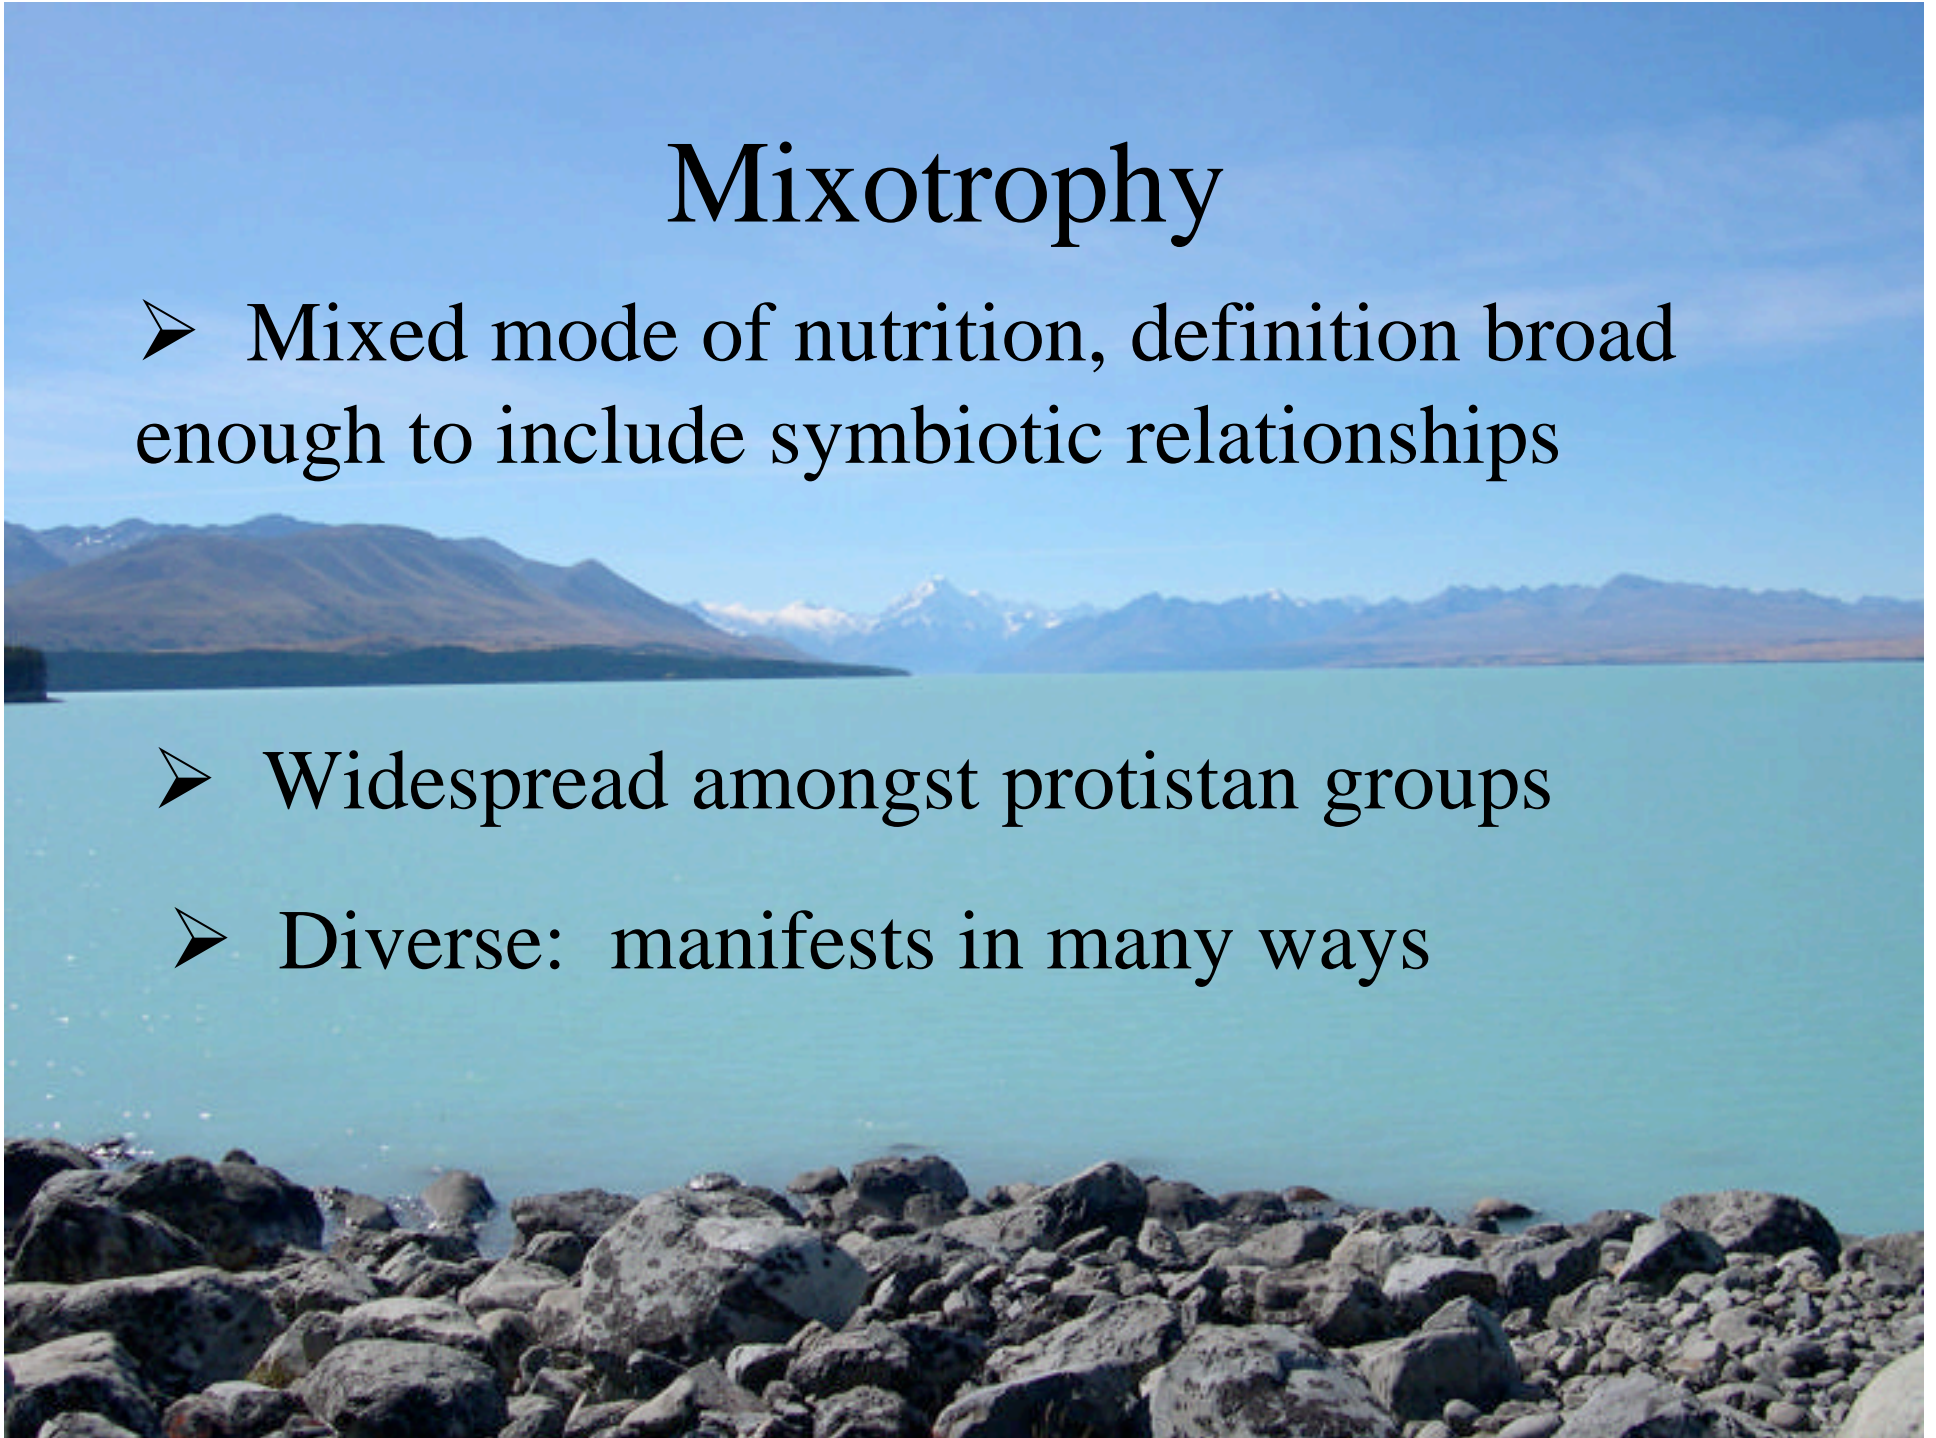 Mixotrophy
➢ Mixed mode of nutrition, definition broad
enough to include symbiotic relationships
➢ Widespread amongst protistan groups
➢ Diverse: manifests in many ways